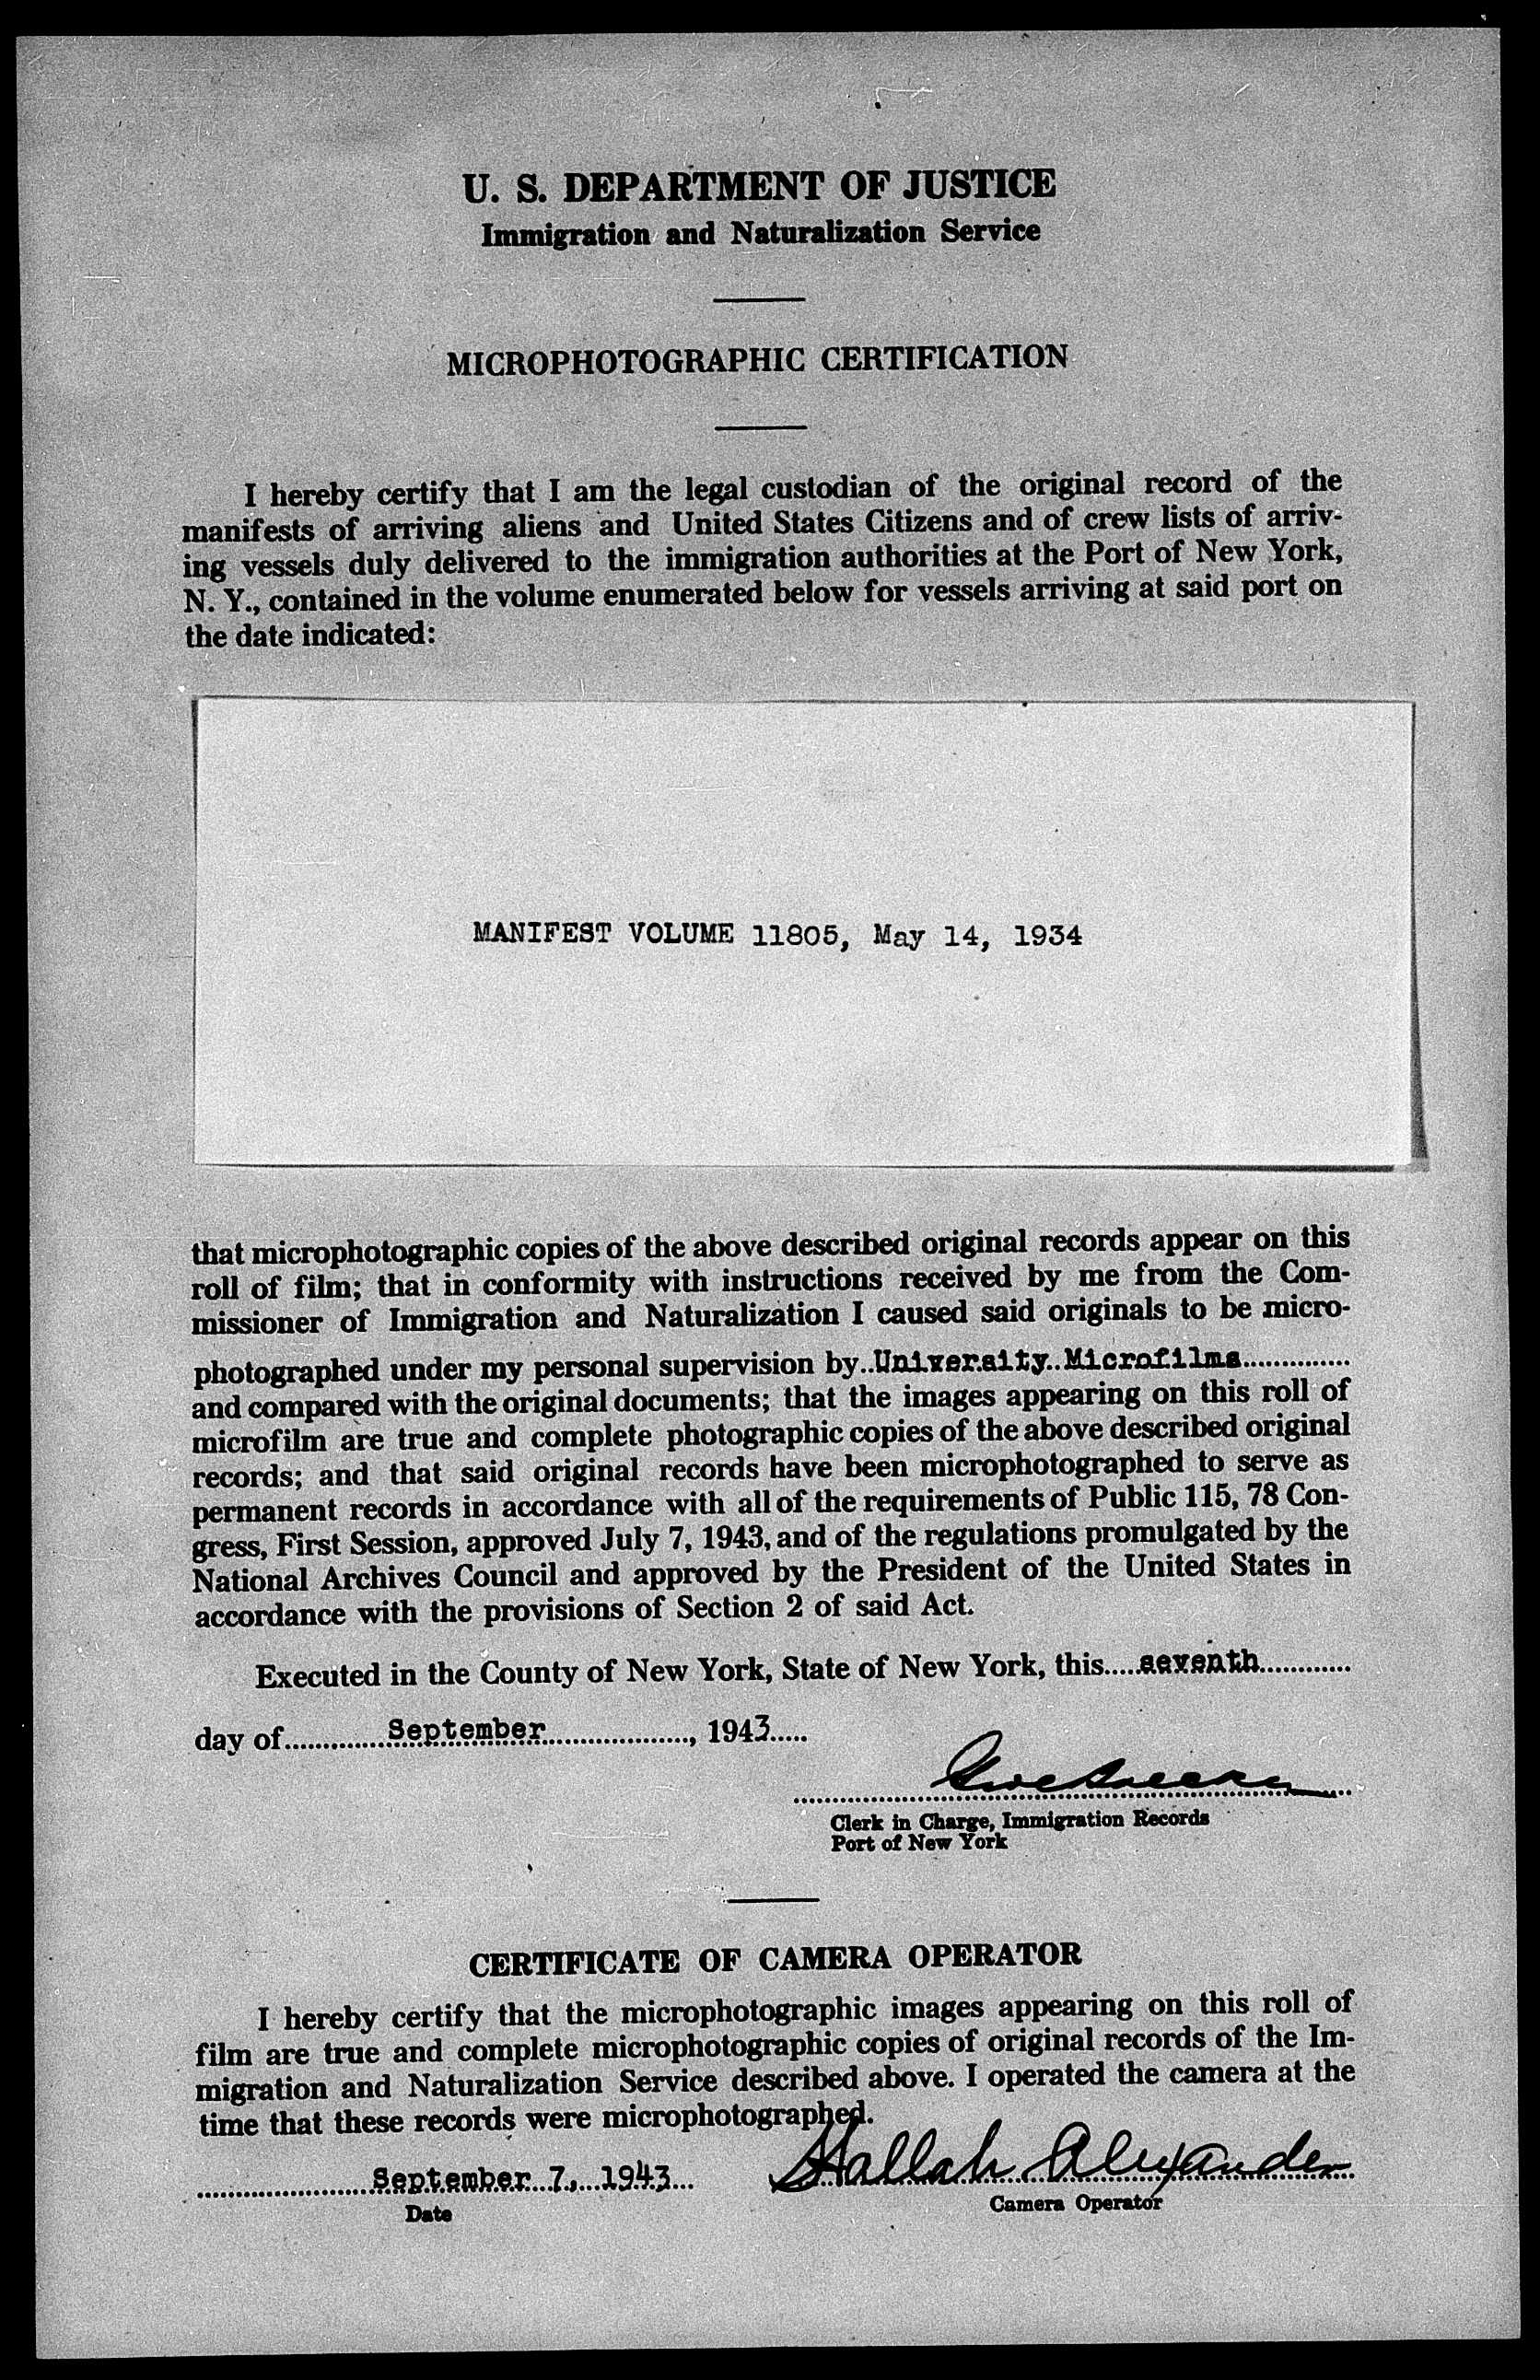 U. S. DEPARTMENT OF JUSTICE
Immigration and Naturalization Service
MICROPHOTOGRAPHIC CERTIFICATION
I hereby certify that I am the legal custodian of the original record of the
manifests of arriving aliens and United States Citizens and of crew lists of arriv-
ing vessels duly delivered to the immigration authorities at the Port of New York,
N. Y., contained in the volume enumerated below for vessels arriving at said port on
the date indicated:
MANIFEST VOLUME 11805, May 14, 1934
that microphotographic copies of the above described original records appear on this
roll of film; that in conformity with instructions received by me from the Com-
missioner of Immigration and Naturalization I caused said originals to be micro-
photographed under my personal supervision by..University..Microfilms..............
and compared with the original documents; that the images appearing on this roll of
microfilm are true and complete photographic copies of the above described original
records; and that said original records have been microphotographed to serve as
permanent records in accordance with all of the requirements of Public 115, 78 Con-
gress, First Session, approved July 7, 1943, and of the regulations promulgated by the
National Archives Council and approved by the President of the United States in
accordance with the provisions of Section 2 of said Act.
Executed in the County of New York, State of New York, this.....seventh............
day of.............September..................., 1943.....
Clerk in Charge, Immigration Records
Port of New York
CERTIFICATE OF CAMERA OPERATOR
I hereby certify that the microphotographic images appearing on this roll of
film are true and complete microphotographic copies of original records of the Im-
migration and Naturalization Service described above. I operated the camera at the
time that these records were microphotographed.
September 7, 1943 Hallah Alexander
Date Camera Operator